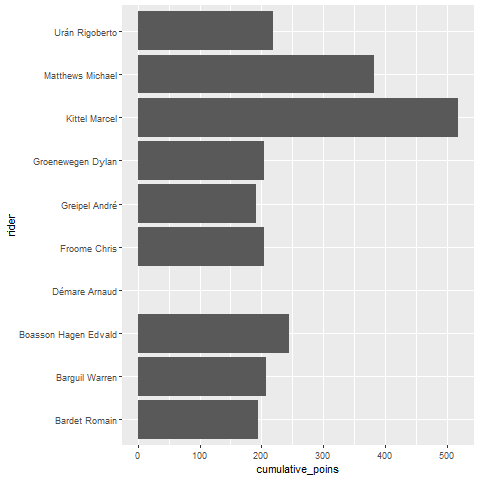 Urán Rigoberto
Matthews Michael
Kittel Marcel
Groenewegen Dylan
Greipel André
Froome Chris
Démare Arnaud
Boasson Hagen Edvald
Barguil Warren
Bardet Romain
rider
0 100 200 300 400 500
cumulative_poins